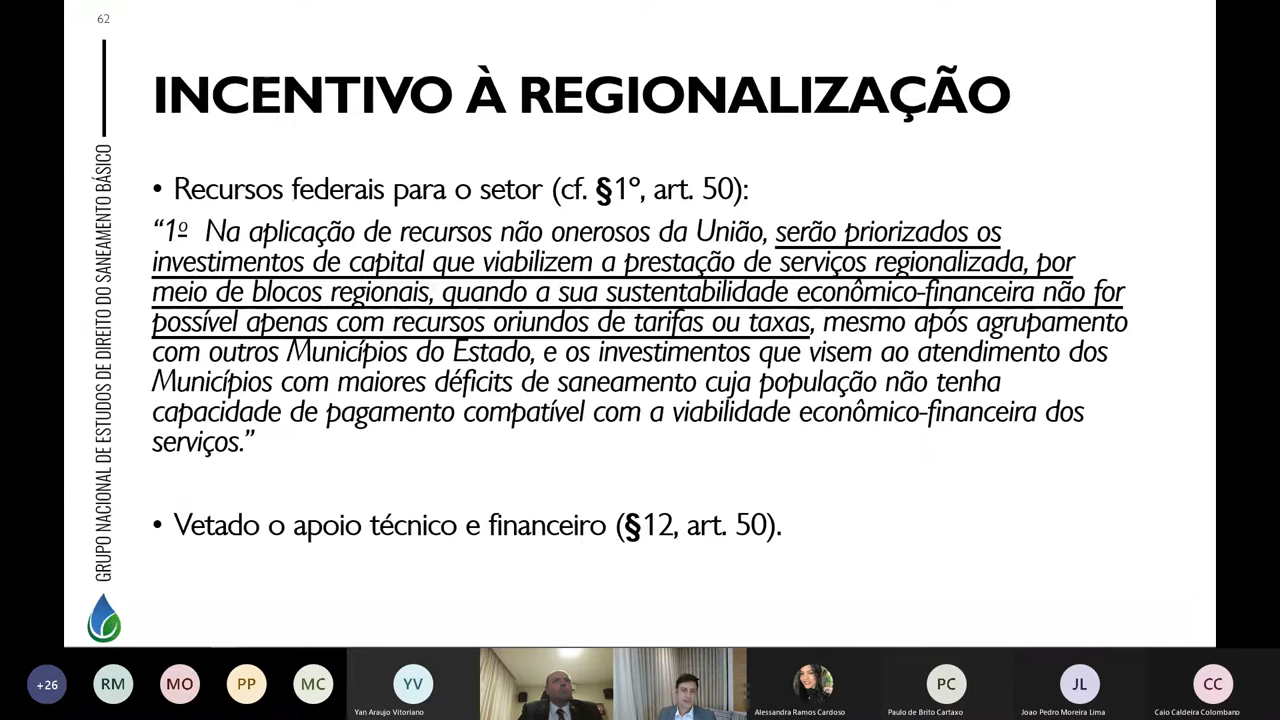 62
INCENTIVO À REGIONALIZAÇÃO
GRUPO NACIONAL DE ESTUDOS DE DIREITO DO SANEAMENTO BÁSICO
• Recursos federais para o setor (cf. §1º, art. 50):
“1º  Na aplicação de recursos não onerosos da União, serão priorizados os
investimentos de capital que viabilizem a prestação de serviços regionalizada, por
meio de blocos regionais, quando a sua sustentabilidade econômico-financeira não for
possível apenas com recursos oriundos de tarifas ou taxas, mesmo após agrupamento
com outros Municípios do Estado, e os investimentos que visem ao atendimento dos
Municípios com maiores déficits de saneamento cuja população não tenha
capacidade de pagamento compatível com a viabilidade econômico-financeira dos
serviços.”
• Vetado o apoio técnico e financeiro (§12, art. 50).
+26
RM
MO
PP
MC
YV
Yan Araujo Vitoriano
Alessandra Ramos Cardoso
PC
Paulo de Brito Cartaxo
JL
Joao Pedro Moreira Lima
CC
Caio Caldeira Colombano